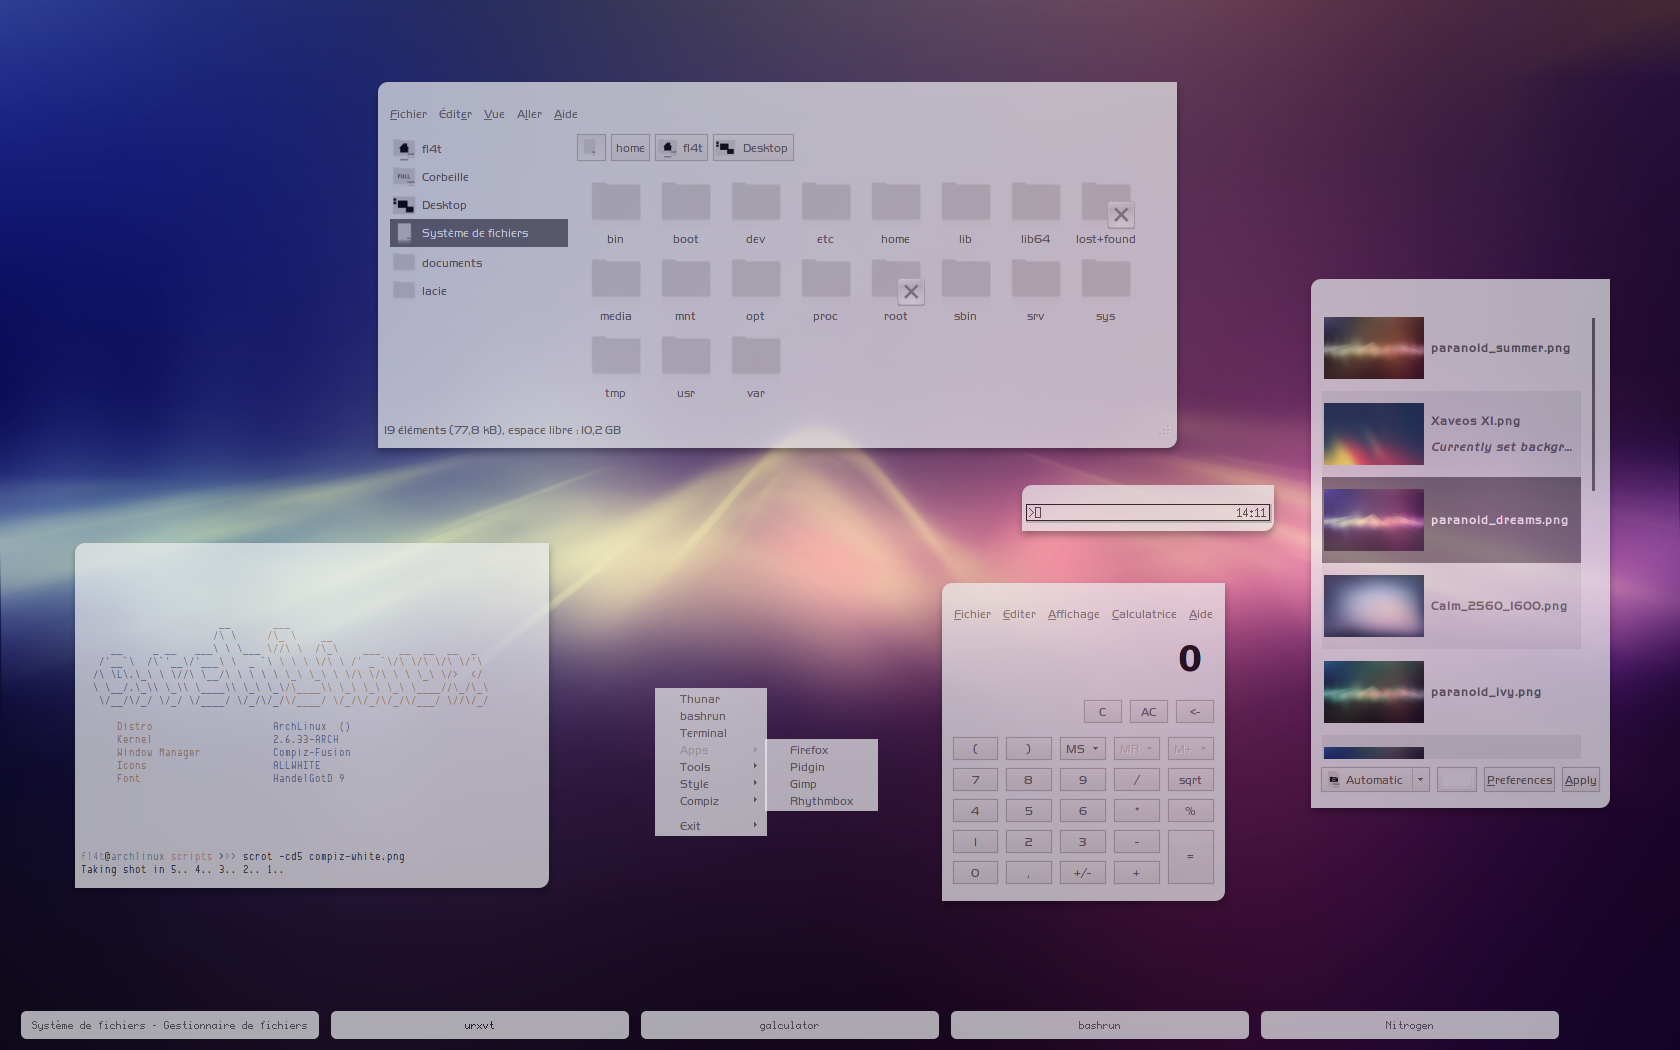 Fichier Éditer Vue Aller Aide
fl4t
Corbeille
Desktop
Système de fichiers
documents
lacie
home fl4t Desktop
bin boot dev etc home lib lib64 lost+found
media mnt opt proc root sbin srv sys
tmp usr var
19 éléments (77,8 kB), espace libre : 10,2 GB
paranoid_summer.png
Xaveos XI.png
Currently set backgr...
paranoid_dreams.png
Calm_2560_1600.png
paranoid_ivy.png
Automatic Preferences Apply
>
14:11
Distro ArchLinux ()
Kernel 2.6.33-ARCH
Window Manager Compiz-Fusion
Icons ALLWHITE
Font HandelGotD 9
fl4t@archlinux scripts >>> scrot -cd5 compiz-white.png
Taking shot in 5.. 4.. 3.. 2.. 1..
Thunar
bashrun
Terminal
Apps
Tools
Style
Compiz
Exit
Firefox
Pidgin
Gimp
Rhythmbox
Fichier Editer Affichage Calculatrice Aide
0
C AC <-
( ) MS MR M+
7 8 9 / sqrt
4 5 6 * %
1 2 3 - =
0 , +/- +
Système de fichiers - Gestionnaire de fichiers
urxvt
galculator
bashrun
Nitrogen